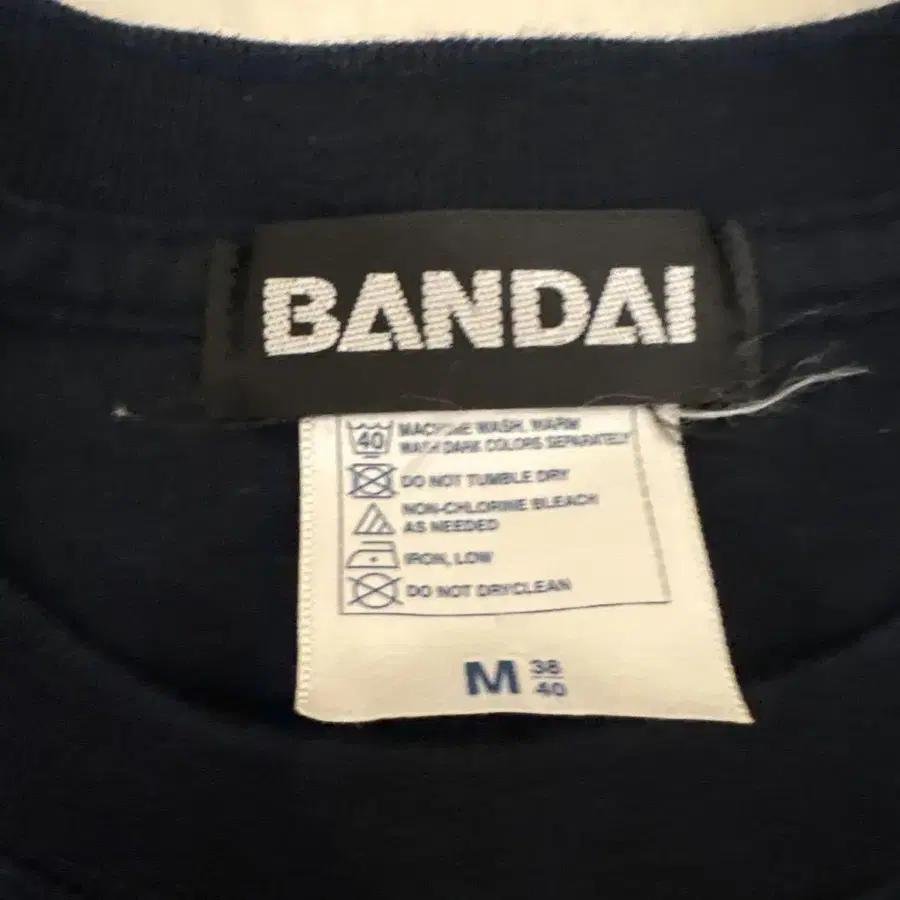 BANDAI
40
MACHINE WASH, WARM
WASH DARK COLORS SEPARATELY
DO NOT TUMBLE DRY
NON-CHLORINE BLEACH
AS NEEDED
IRON, LOW
DO NOT DRYCLEAN
M 38
40